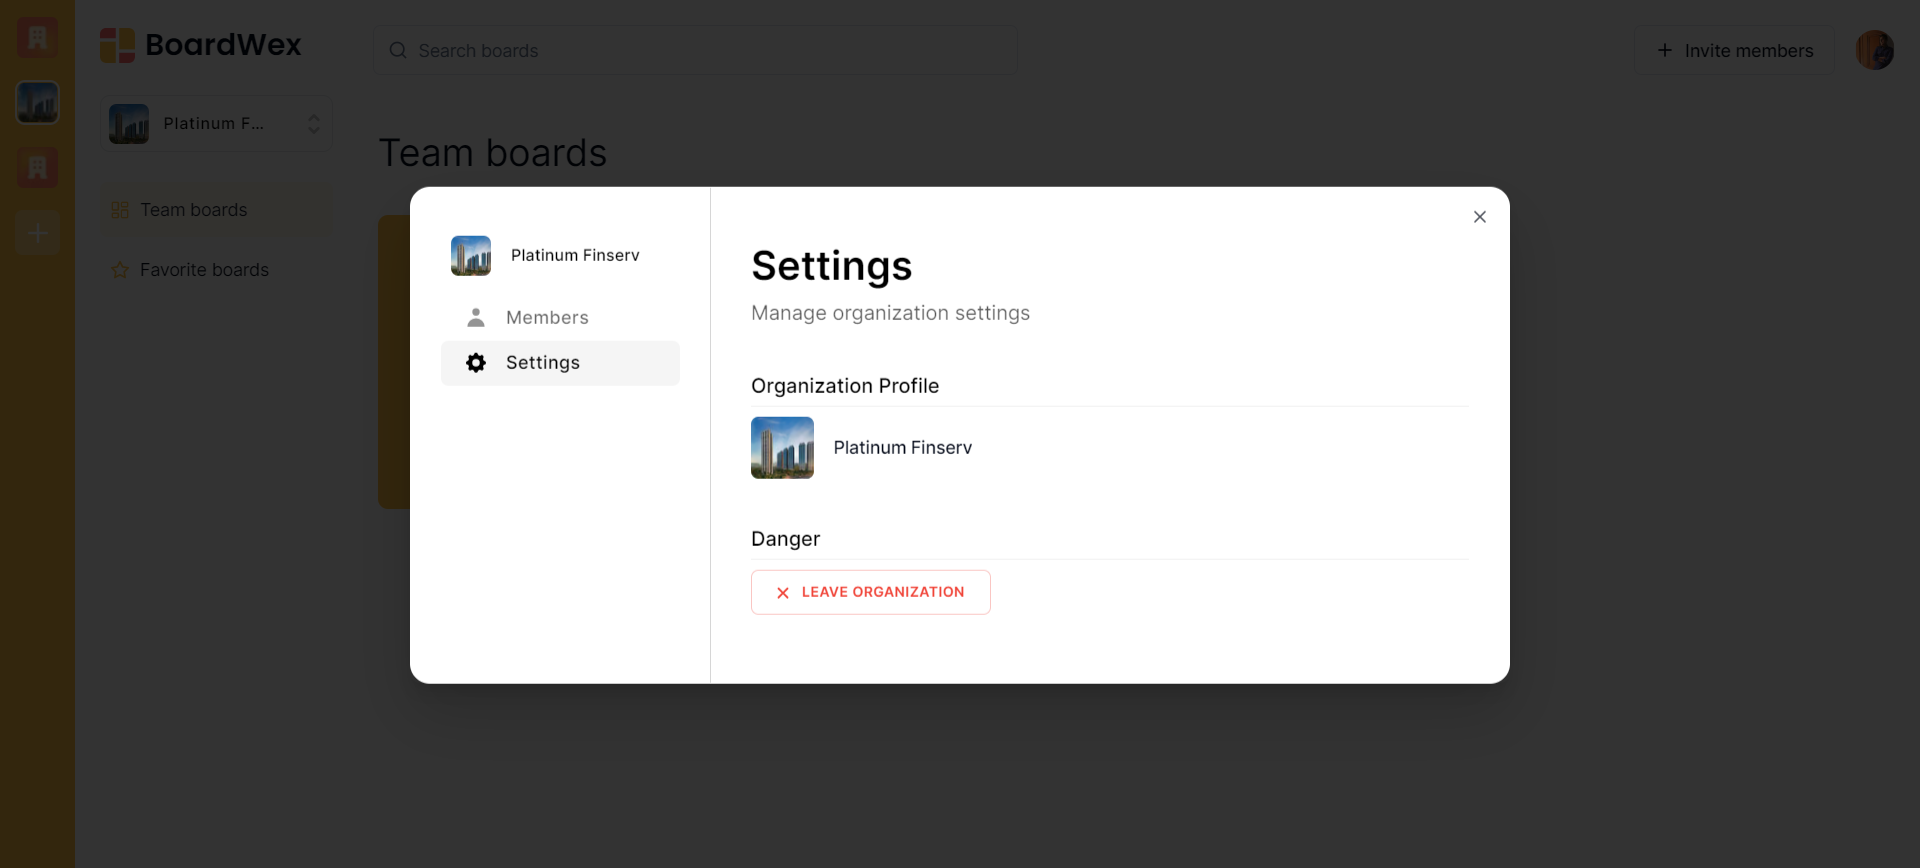 BoardWex
Search boards
Invite members
Platinum F...
Team boards
Team boards
Favorite boards
Platinum Finserv
Members
Settings
Settings
Manage organization settings
Organization Profile
Platinum Finserv
Danger
LEAVE ORGANIZATION